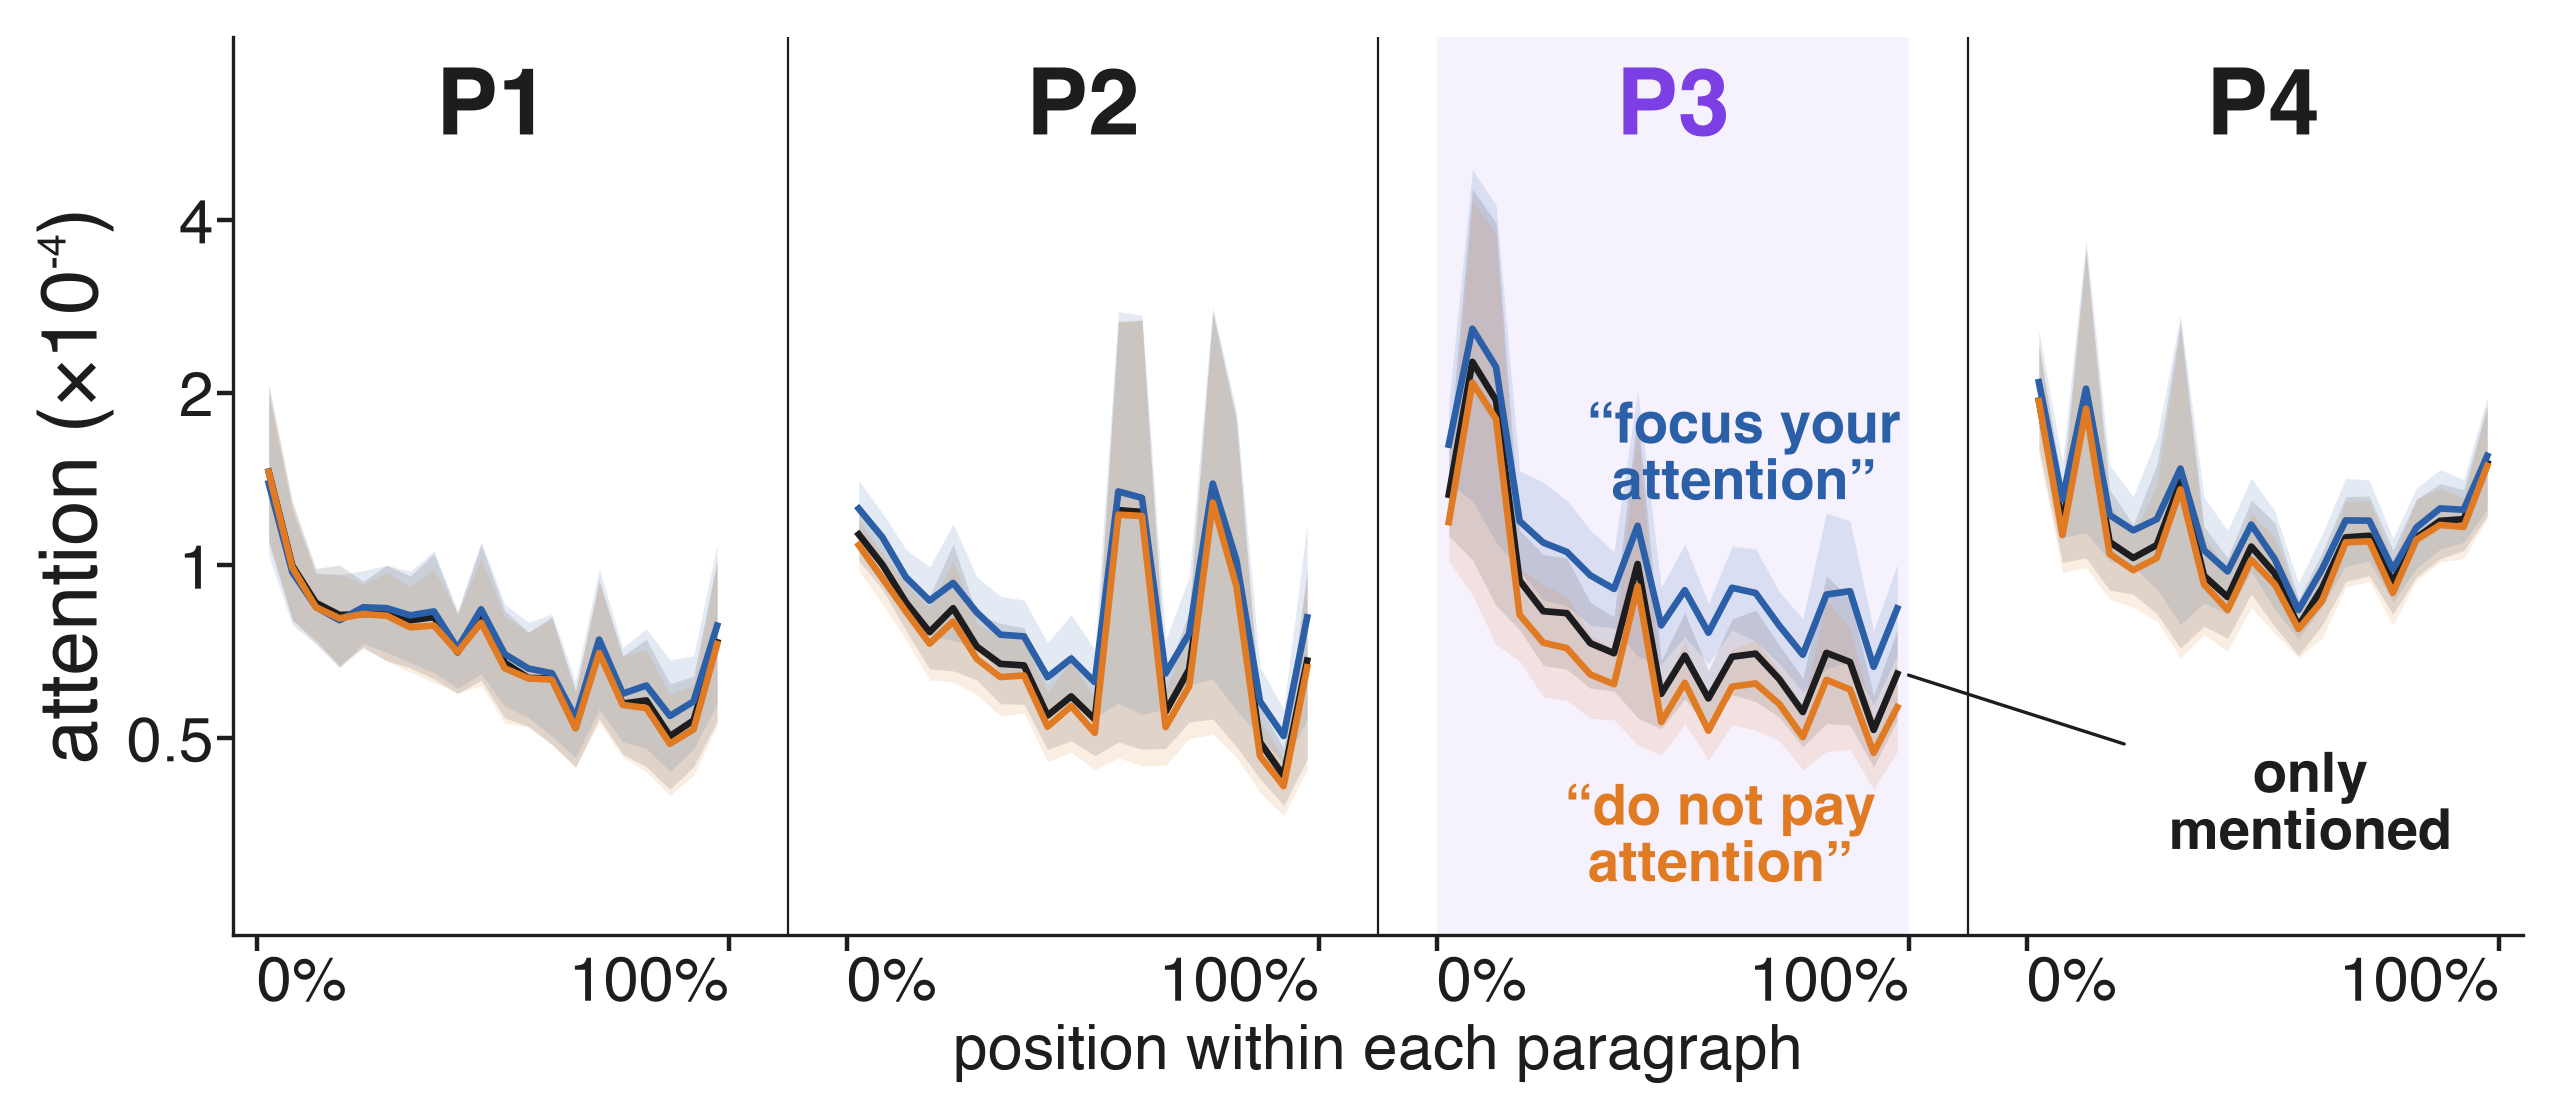 P1
P2
P3
P4
attention (×10⁻⁴)
4
2
1
0.5
“focus your
attention”
“do not pay
attention”
only
mentioned
0% 100% 0% 100% 0% 100% 0% 100%
position within each paragraph